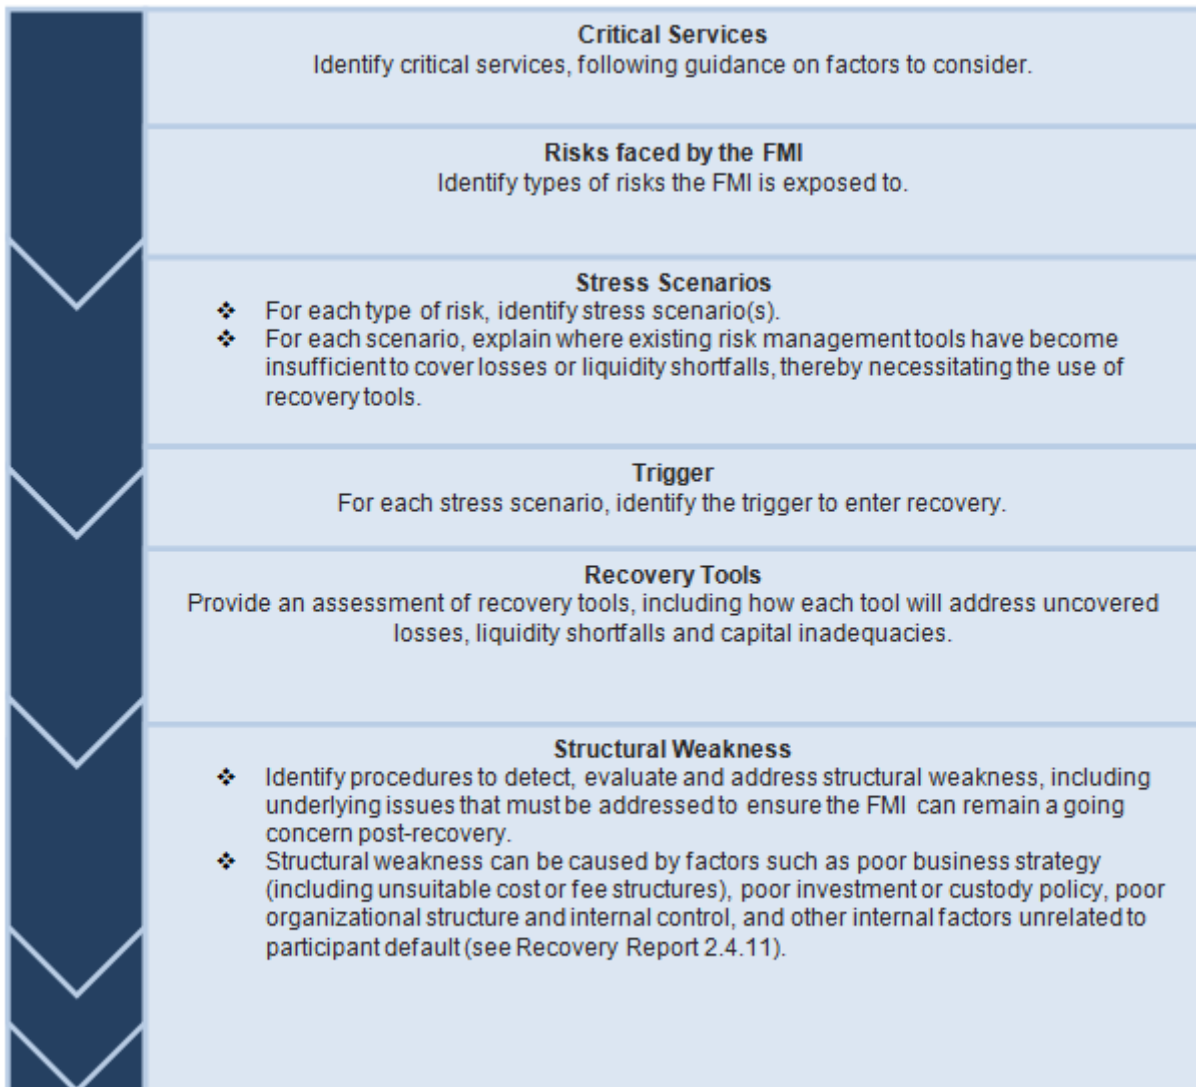 Critical Services
Identify critical services, following guidance on factors to consider.
Risks faced by the FMI
Identify types of risks the FMI is exposed to.
Stress Scenarios
❖ For each type of risk, identify stress scenario(s).
❖ For each scenario, explain where existing risk management tools have become
insufficient to cover losses or liquidity shortfalls, thereby necessitating the use of
recovery tools.
Trigger
For each stress scenario, identify the trigger to enter recovery.
Recovery Tools
Provide an assessment of recovery tools, including how each tool will address uncovered
losses, liquidity shortfalls and capital inadequacies.
Structural Weakness
❖ Identify procedures to detect, evaluate and address structural weakness, including
underlying issues that must be addressed to ensure the FMI can remain a going
concern post-recovery.
❖ Structural weakness can be caused by factors such as poor business strategy
(including unsuitable cost or fee structures), poor investment or custody policy, poor
organizational structure and internal control, and other internal factors unrelated to
participant default (see Recovery Report 2.4.11).